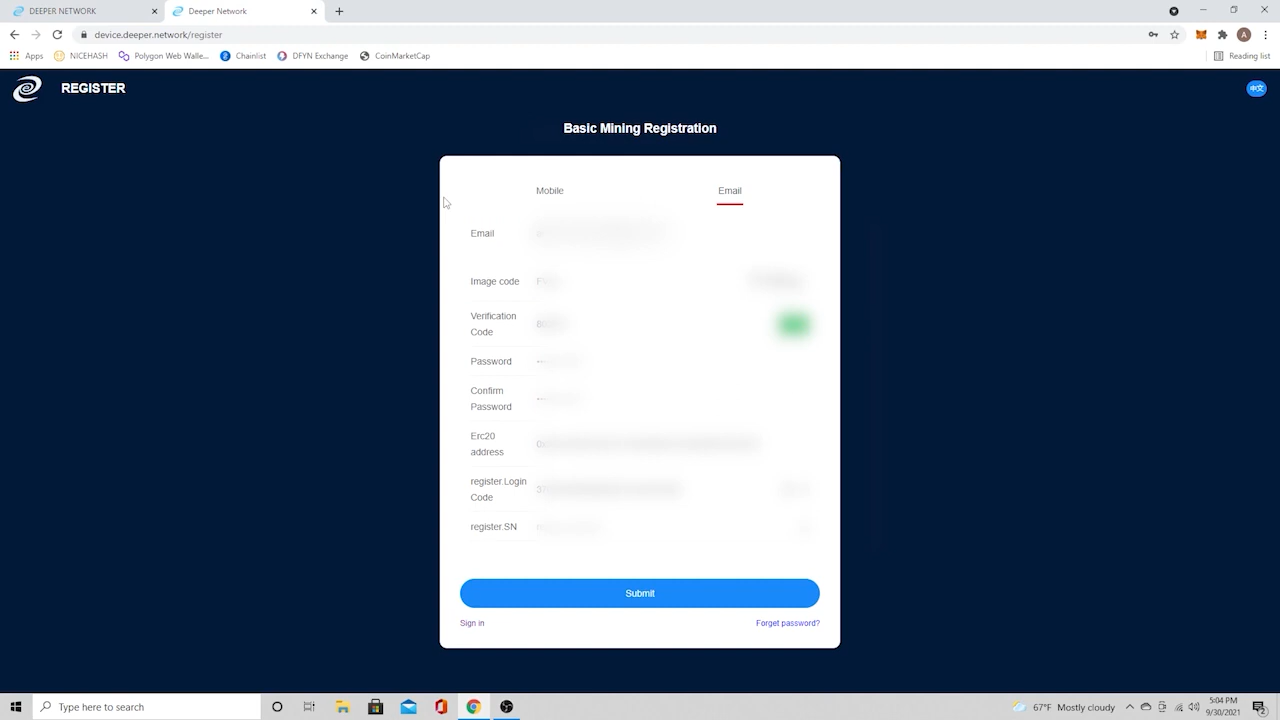 DEEPER NETWORK
Deeper Network
device.deeper.network/register
A
Apps
NICEHASH
Polygon Web Walle...
Chainlist
DFYN Exchange
CoinMarketCap
Reading list
REGISTER
中文
Basic Mining Registration
Mobile
Email
Email
Image code
Verification
Code
Password
Confirm
Password
Erc20
address
register.Login
Code
register.SN
Submit
Sign in
Forget password?
Type here to search
67°F Mostly cloudy
5:04 PM
9/30/2021
2